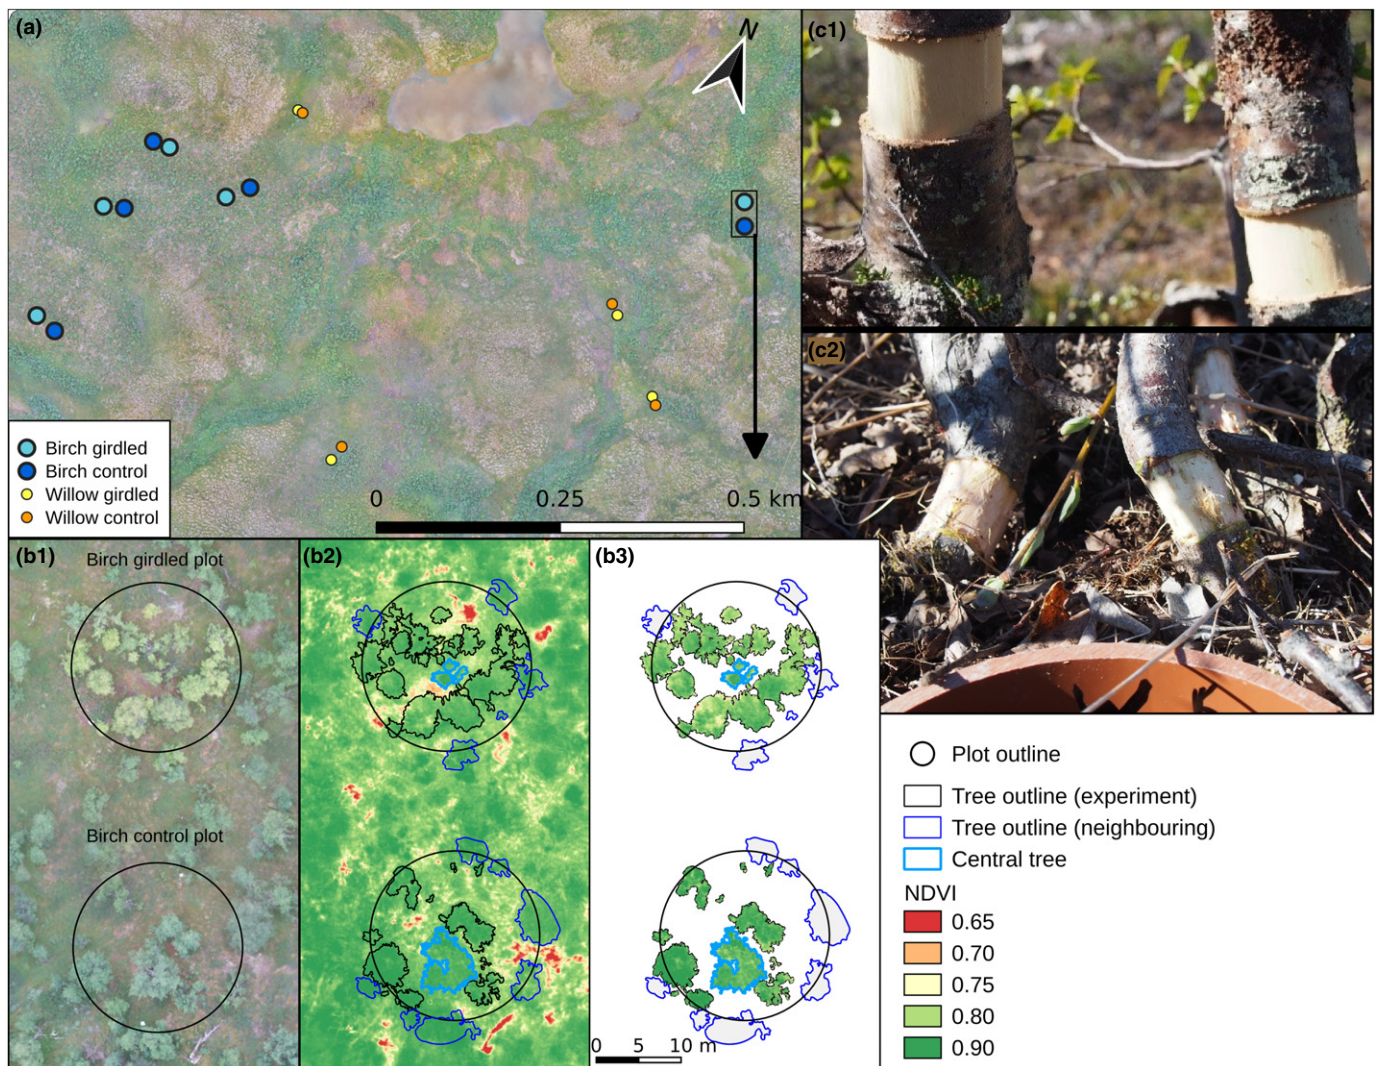 (a)
N
Birch girdled
Birch control
Willow girdled
Willow control
0 0.25 0.5 km
(c1)
(c2)
(b1)
Birch girdled plot
Birch control plot
(b2)
(b3)
0 5 10 m
Plot outline
Tree outline (experiment)
Tree outline (neighbouring)
Central tree
NDVI
0.65
0.70
0.75
0.80
0.90